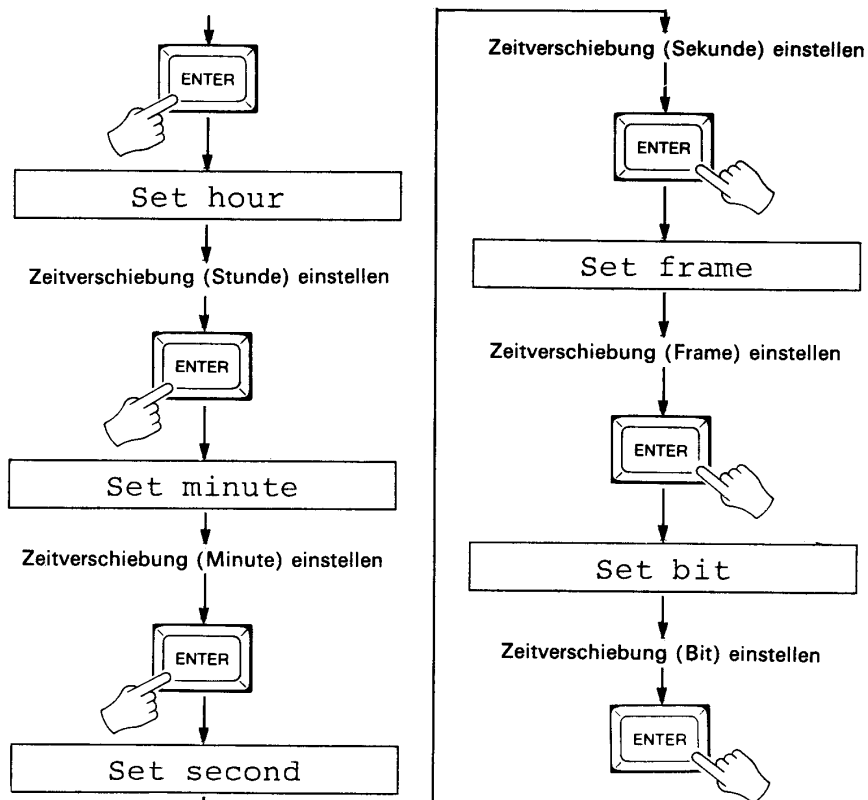 ENTER
Set hour
Zeitverschiebung (Stunde) einstellen
ENTER
Set minute
Zeitverschiebung (Minute) einstellen
ENTER
Set second
Zeitverschiebung (Sekunde) einstellen
ENTER
Set frame
Zeitverschiebung (Frame) einstellen
ENTER
Set bit
Zeitverschiebung (Bit) einstellen
ENTER